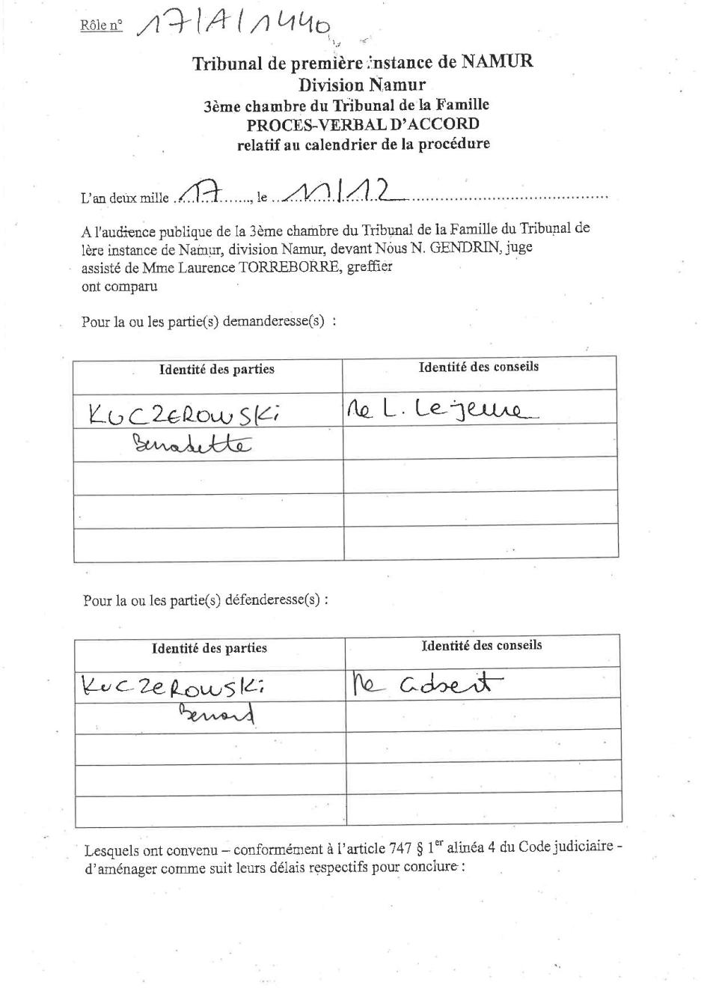 Rôle n° 17/A/1440
Tribunal de première instance de NAMUR
Division Namur
3ème chambre du Tribunal de la Famille
PROCES-VERBAL D'ACCORD
relatif au calendrier de la procédure
L'an deux mille ..17........, le ..11/12..........................................................
A l'audience publique de la 3ème chambre du Tribunal de la Famille du Tribunal de
1ère instance de Namur, division Namur, devant Nous N. GENDRIN, juge
assisté de Mme Laurence TORREBORRE, greffier
ont comparu
Pour la ou les partie(s) demanderesse(s) :
Identité des parties Identité des conseils
KUCZEROWSKI Me L. Lejeune
Bernadette
Pour la ou les partie(s) défenderesse(s) :
Identité des parties Identité des conseils
KUCZEROWSKI Me
Bernard
Lesquels ont convenu – conformément à l'article 747 § 1er alinéa 4 du Code judiciaire -
d'aménager comme suit leurs délais respectifs pour conclure :